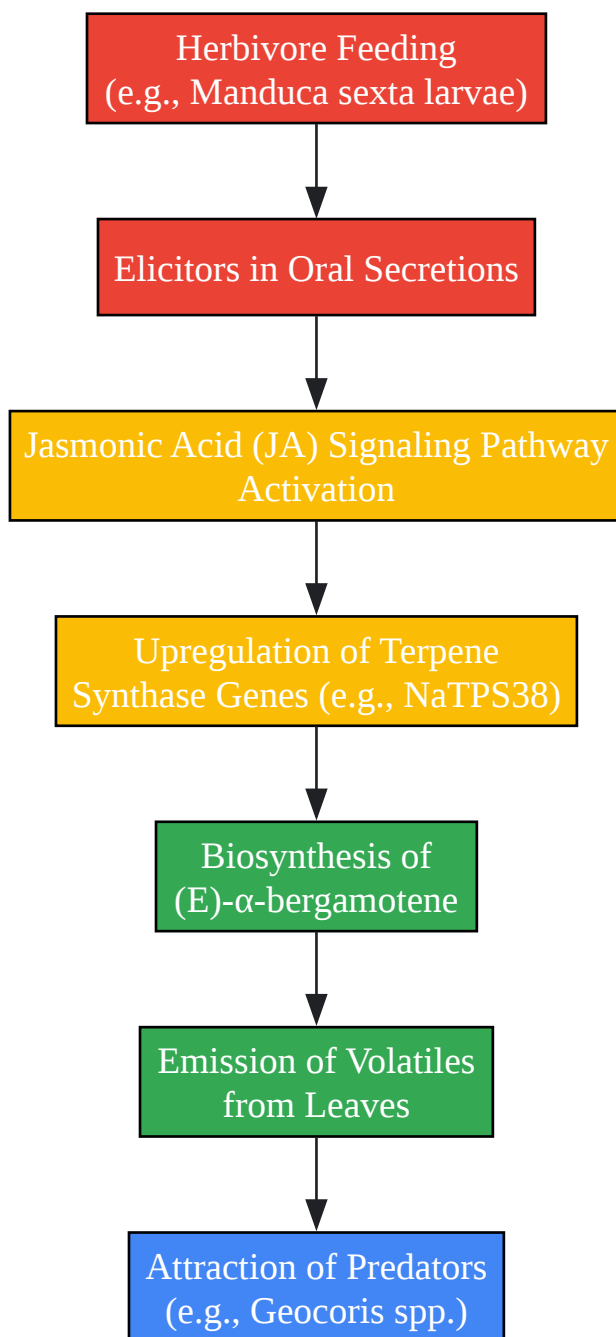 Herbivore Feeding
(e.g., Manduca sexta larvae)
Elicitors in Oral Secretions
Jasmonic Acid (JA) Signaling Pathway
Activation
Upregulation of Terpene
Synthase Genes (e.g., NaTPS38)
Biosynthesis of
(E)-α-bergamotene
Emission of Volatiles
from Leaves
Attraction of Predators
(e.g., Geocoris spp.)